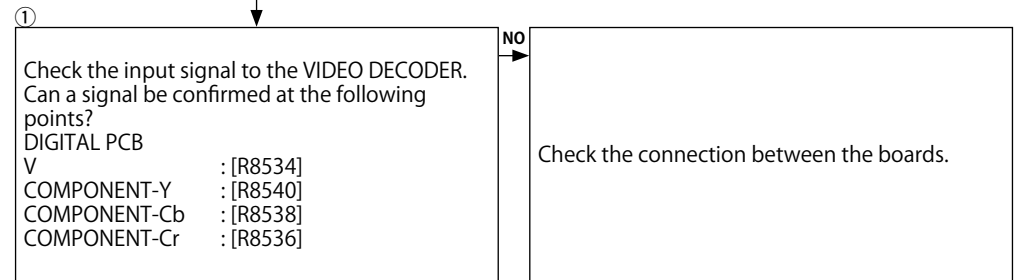 ①
NO
Check the input signal to the VIDEO DECODER.
Can a signal be confirmed at the following
points?
DIGITAL PCB
V : [R8534]
COMPONENT-Y : [R8540]
COMPONENT-Cb : [R8538]
COMPONENT-Cr : [R8536]
Check the connection between the boards.